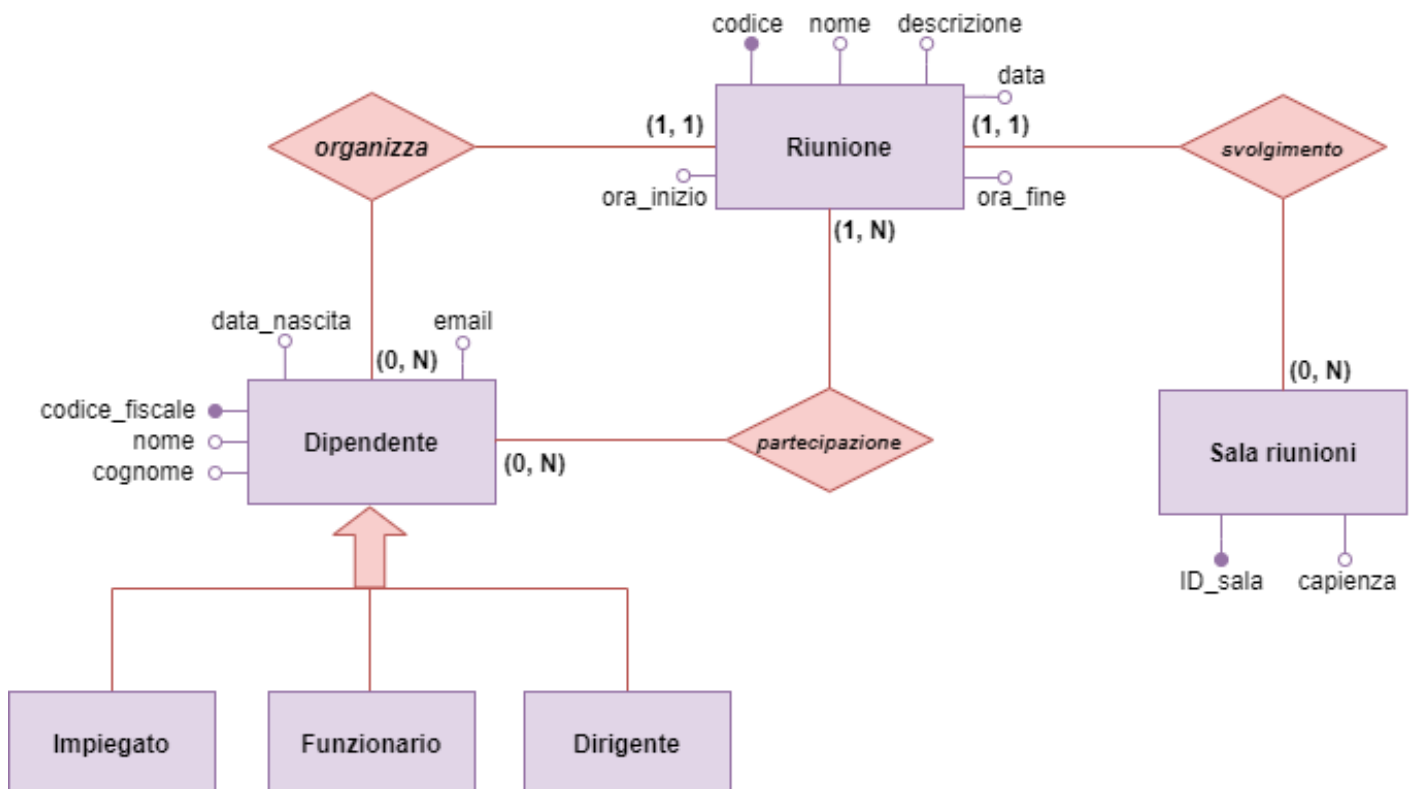 codice nome descrizione
data
(1, 1) (1, 1)
organizza Riunione svolgimento
ora_inizio ora_fine
(1, N)
data_nascita email
(0, N) (0, N)
codice_fiscale
nome Dipendente partecipazione
Sala riunioni
(0, N)
cognome
ID_sala capienza
Impiegato Funzionario Dirigente